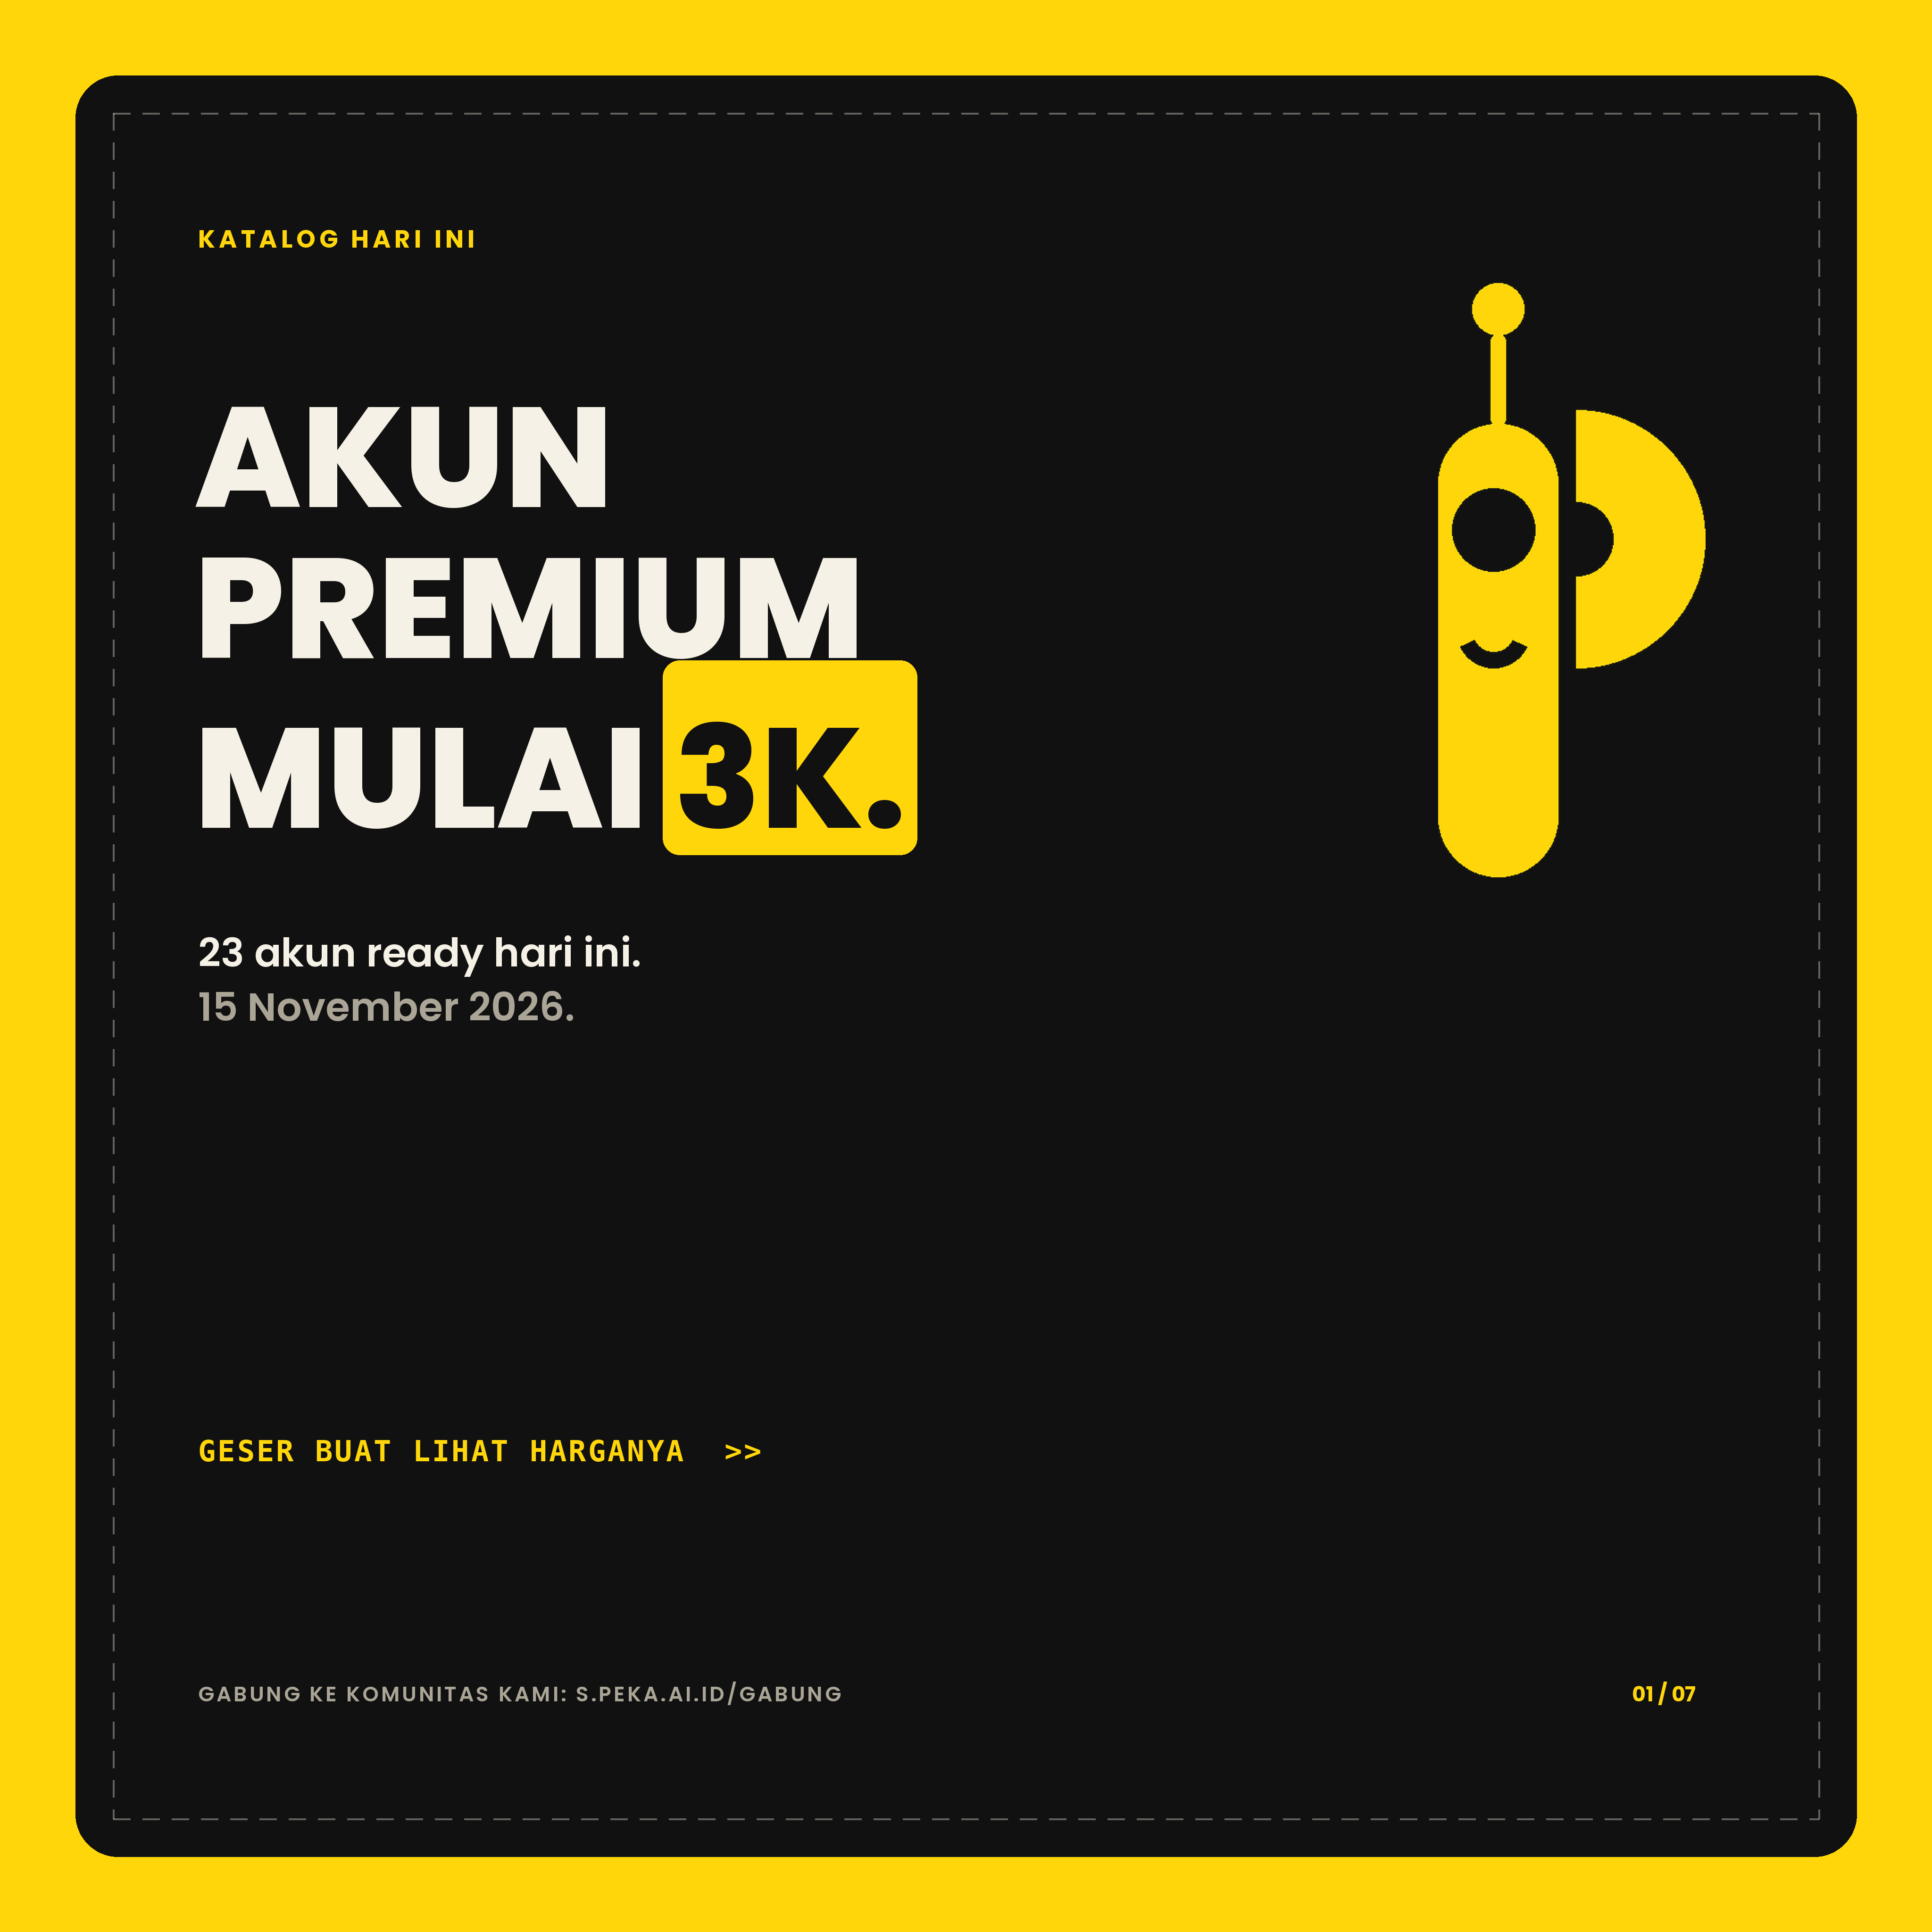 KATALOG HARI INI
AKUN
PREMIUM
MULAI 3K.
23 akun ready hari ini.
15 November 2026.
GESER BUAT LIHAT HARGANYA >>
GABUNG KE KOMUNITAS KAMI: S.PEKA.AI.ID/GABUNG
01 / 07